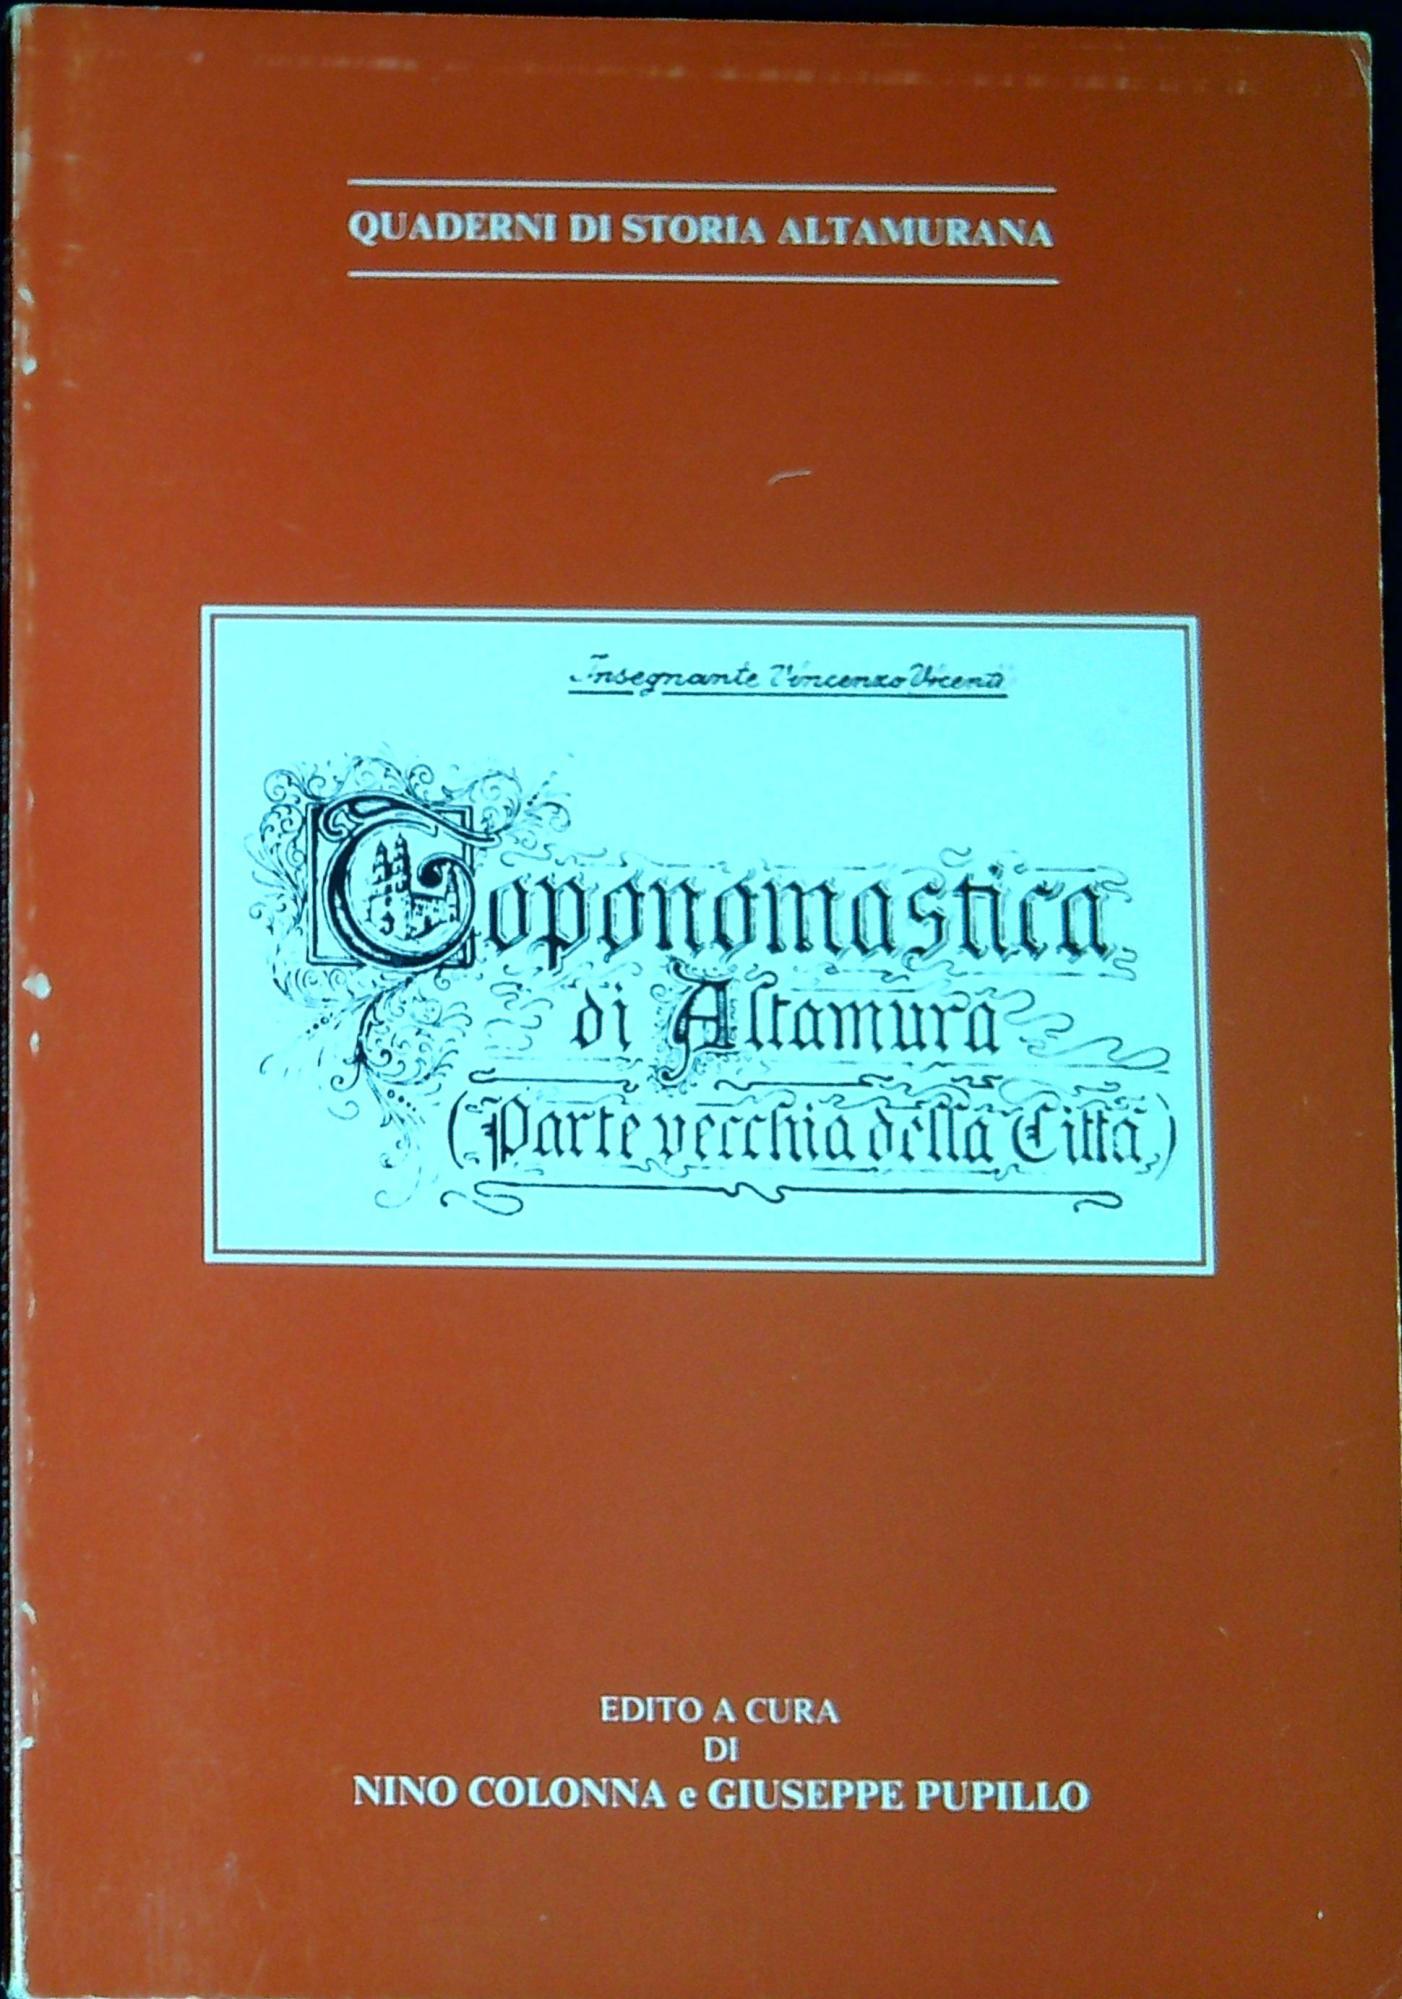 QUADERNI DI STORIA ALTAMURANA
Insegnante Vincenzo Vicenti
Toponomastica
di Altamura
(Parte vecchia della Città)
EDITO A CURA
DI
NINO COLONNA e GIUSEPPE PUPILLO